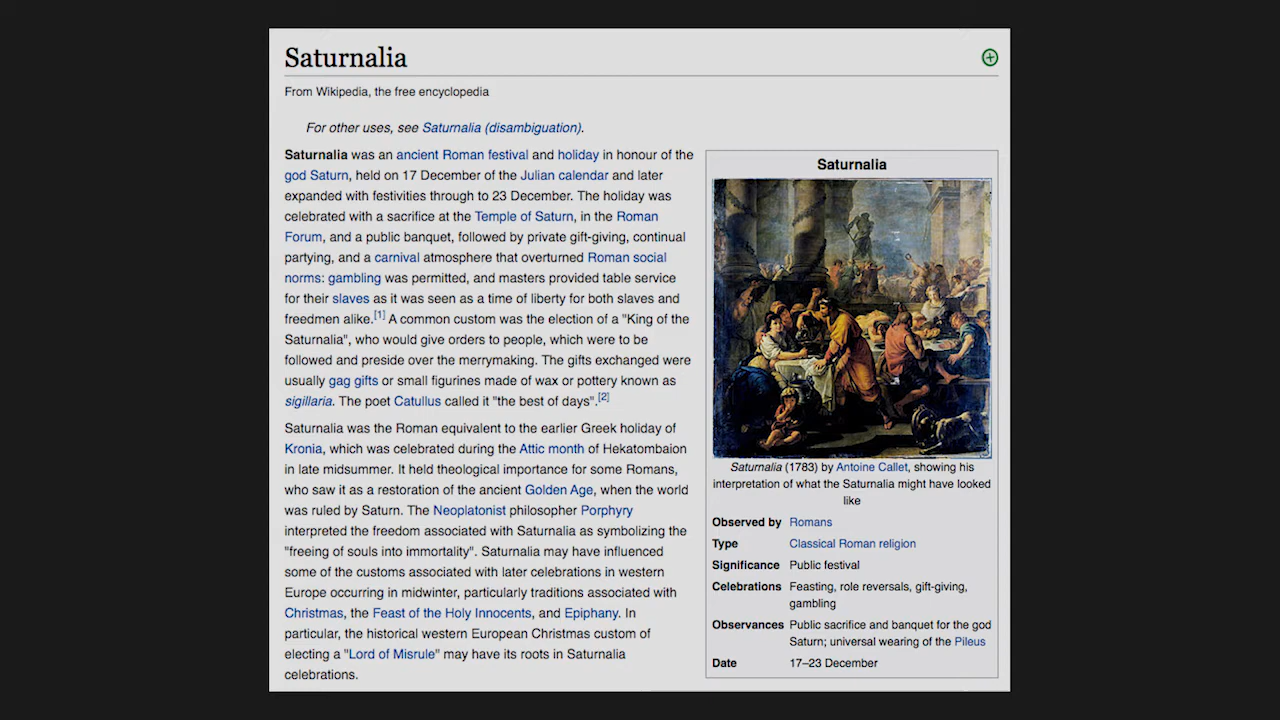 Saturnalia
From Wikipedia, the free encyclopedia
For other uses, see Saturnalia (disambiguation).
Saturnalia was an ancient Roman festival and holiday in honour of the
god Saturn, held on 17 December of the Julian calendar and later
expanded with festivities through to 23 December. The holiday was
celebrated with a sacrifice at the Temple of Saturn, in the Roman
Forum, and a public banquet, followed by private gift-giving, continual
partying, and a carnival atmosphere that overturned Roman social
norms: gambling was permitted, and masters provided table service
for their slaves as it was seen as a time of liberty for both slaves and
freedmen alike.[1] A common custom was the election of a "King of the
Saturnalia", who would give orders to people, which were to be
followed and preside over the merrymaking. The gifts exchanged were
usually gag gifts or small figurines made of wax or pottery known as
sigillaria. The poet Catullus called it "the best of days".[2]
Saturnalia was the Roman equivalent to the earlier Greek holiday of
Kronia, which was celebrated during the Attic month of Hekatombaion
in late midsummer. It held theological importance for some Romans,
who saw it as a restoration of the ancient Golden Age, when the world
was ruled by Saturn. The Neoplatonist philosopher Porphyry
interpreted the freedom associated with Saturnalia as symbolizing the
"freeing of souls into immortality". Saturnalia may have influenced
some of the customs associated with later celebrations in western
Europe occurring in midwinter, particularly traditions associated with
Christmas, the Feast of the Holy Innocents, and Epiphany. In
particular, the historical western European Christmas custom of
electing a "Lord of Misrule" may have its roots in Saturnalia
celebrations.
Saturnalia
Saturnalia (1783) by Antoine Callet, showing his
interpretation of what the Saturnalia might have looked
like
Observed by Romans
Type Classical Roman religion
Significance Public festival
Celebrations Feasting, role reversals, gift-giving,
gambling
Observances Public sacrifice and banquet for the god
Saturn; universal wearing of the Pileus
Date 17–23 December